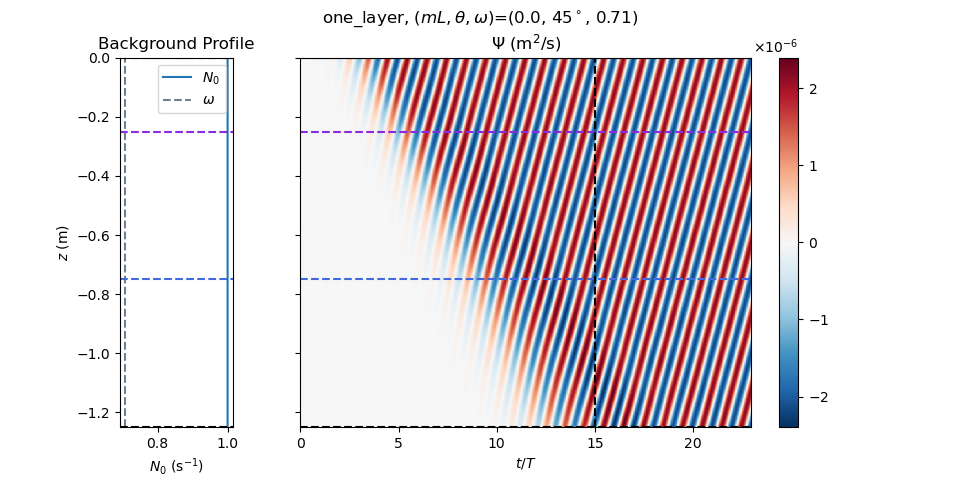 one_layer, (mL, θ, ω)=(0.0, 45°, 0.71)
Background Profile
Ψ (m²/s)
×10⁻⁶
N₀
ω
0.0
−0.2
−0.4
−0.6
−0.8
−1.0
−1.2
z (m)
0.8 1.0
N₀ (s⁻¹)
0 5 10 15 20
t/T
2
1
0
−1
−2